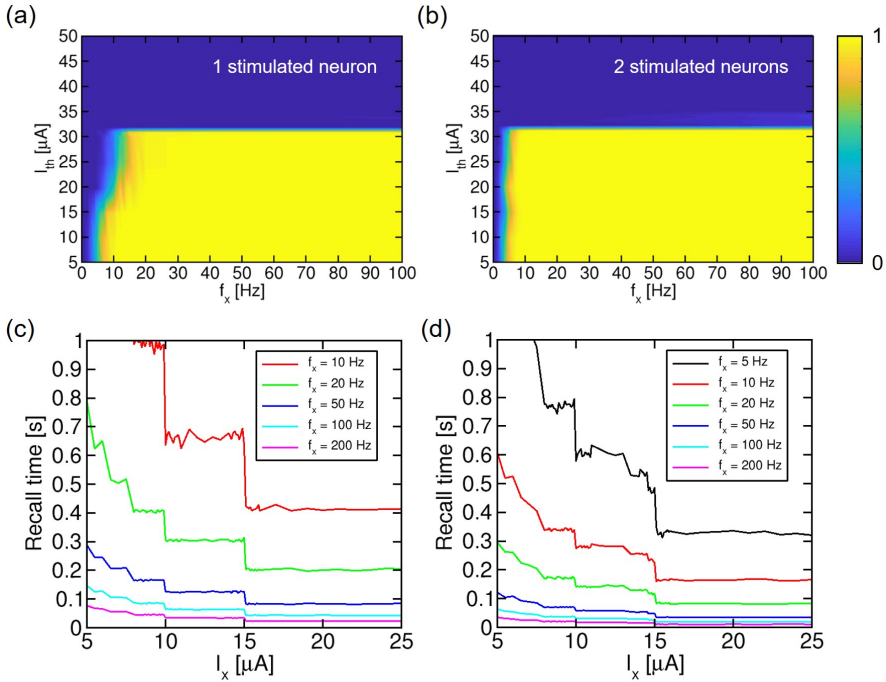 (a)
50
45
40
35
30
25
20
15
10
5
I_th [µA]
1 stimulated neuron
0 10 20 30 40 50 60 70 80 90 100
f_x [Hz]
(b)
50
45
40
35
30
25
20
15
10
5
I_th [µA]
2 stimulated neurons
0 10 20 30 40 50 60 70 80 90 100
f_x [Hz]
1
0
(c)
1
0.9
0.8
0.7
0.6
0.5
0.4
0.3
0.2
0.1
0
Recall time [s]
f_x = 10 Hz
f_x = 20 Hz
f_x = 50 Hz
f_x = 100 Hz
f_x = 200 Hz
5 10 15 20 25
I_x [µA]
(d)
1
0.9
0.8
0.7
0.6
0.5
0.4
0.3
0.2
0.1
0
Recall time [s]
f_x = 5 Hz
f_x = 10 Hz
f_x = 20 Hz
f_x = 50 Hz
f_x = 100 Hz
f_x = 200 Hz
5 10 15 20 25
I_x [µA]